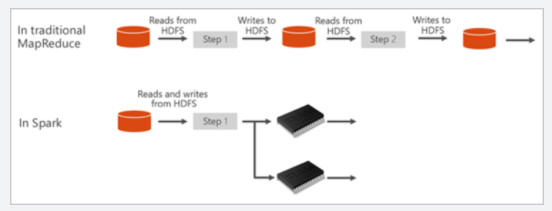 In traditional
MapReduce
Reads from
HDFS
Step 1
Writes to
HDFS
Reads from
HDFS
Step 2
Writes to
HDFS
In Spark
Reads and writes
from HDFS
Step 1